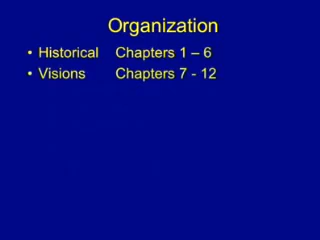 Organization
• Historical Chapters 1 – 6
• Visions Chapters 7 - 12